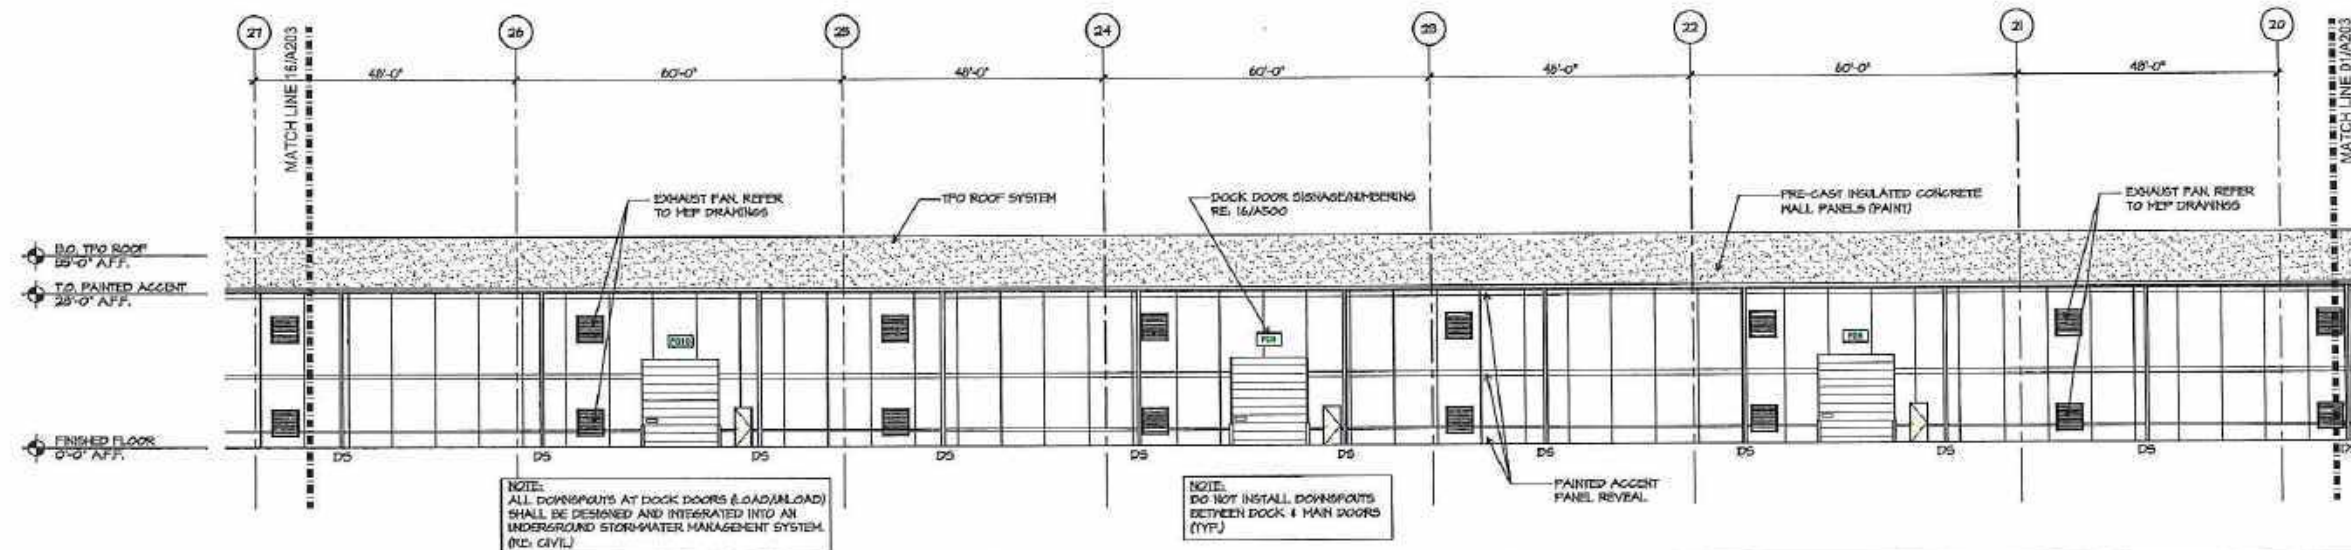 27
26
25
24
23
22
21
20
MATCH LINE 16/A203
MATCH LINE 01/A203
48'-0"
60'-0"
48'-0"
60'-0"
48'-0"
60'-0"
48'-0"
EXHAUST FAN, REFER
TO MEP DRAWINGS
TPO ROOF SYSTEM
DOCK DOOR SIGNAGE/NUMBERING
RE: 16/A500
PRE-CAST INSULATED CONCRETE
WALL PANELS (PAINT)
EXHAUST FAN, REFER
TO MEP DRAWINGS
B.O. TPO ROOF
A.F.F.
T.O. PAINTED ACCENT
28'-0" A.F.F.
FINISHED FLOOR
0'-0" A.F.F.
DS
DS
DS
DS
DS
DS
DS
DS
DS
DS
NOTE:
ALL DOWNSPOUTS AT DOCK DOORS (LOAD/UNLOAD)
SHALL BE DESIGNED AND INTEGRATED INTO AN
UNDERGROUND STORMWATER MANAGEMENT SYSTEM.
(RE: CIVIL)
NOTE:
DO NOT INSTALL DOWNSPOUTS
BETWEEN DOCK & MAIN DOORS
(TYP.)
PAINTED ACCENT
PANEL REVEAL